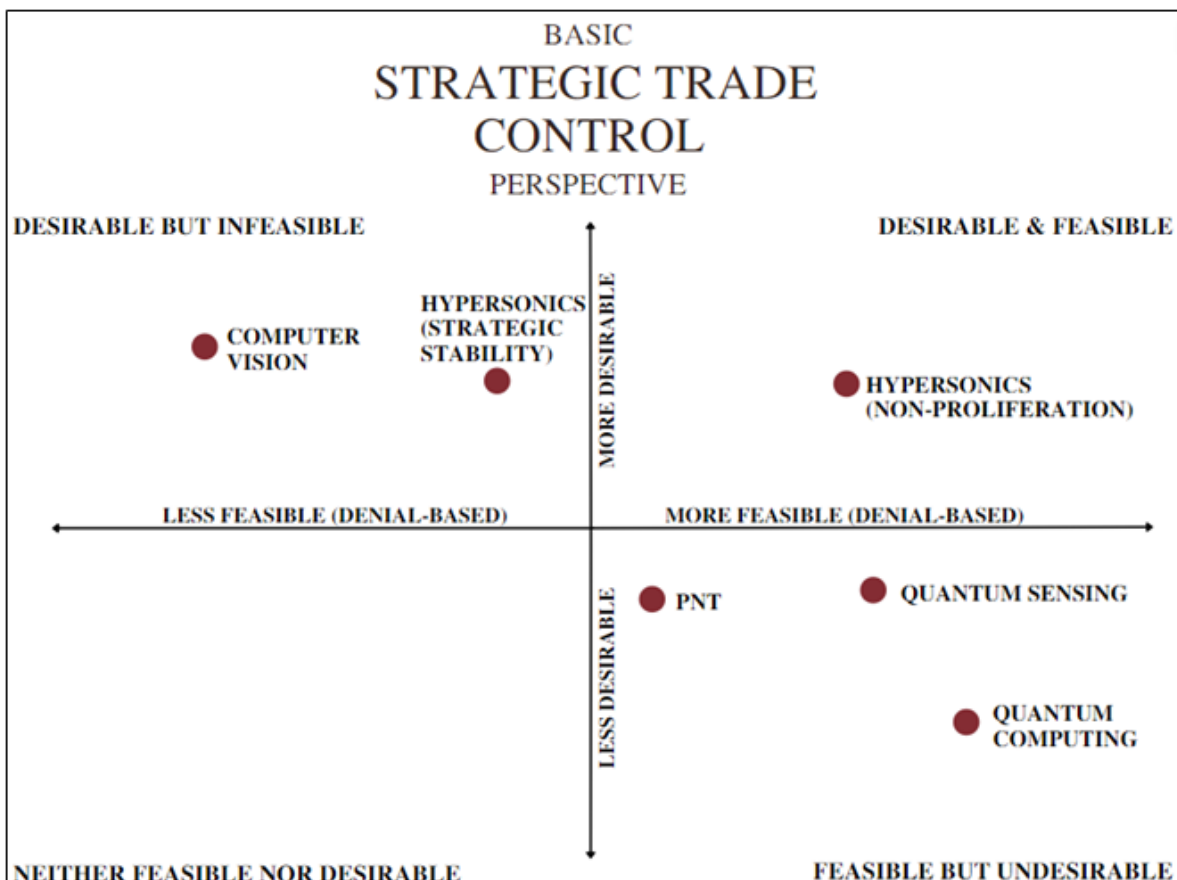 BASIC
STRATEGIC TRADE
CONTROL
PERSPECTIVE
DESIRABLE BUT INFEASIBLE
DESIRABLE & FEASIBLE
MORE DESIRABLE
HYPERSONICS
(STRATEGIC
STABILITY)
COMPUTER
VISION
HYPERSONICS
(NON-PROLIFERATION)
LESS FEASIBLE (DENIAL-BASED)
MORE FEASIBLE (DENIAL-BASED)
LESS DESIRABLE
PNT
QUANTUM SENSING
QUANTUM
COMPUTING
NEITHER FEASIBLE NOR DESIRABLE
FEASIBLE BUT UNDESIRABLE